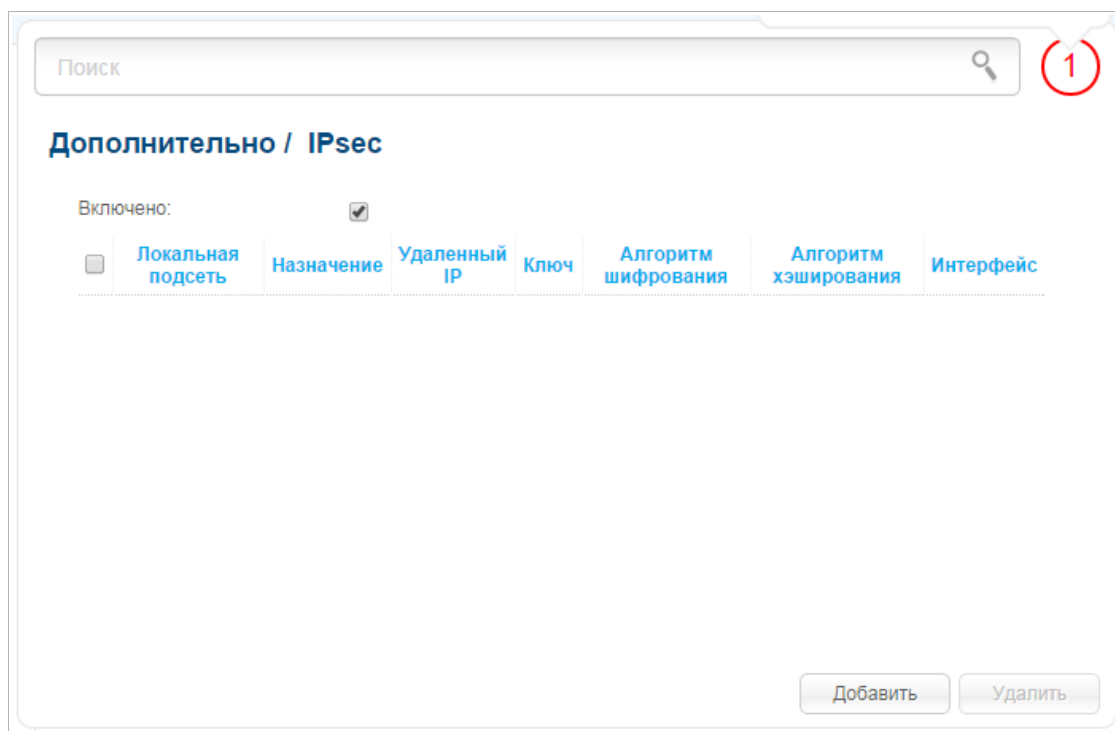 Поиск
1
Дополнительно / IPsec
Включено:
Локальная подсеть
Назначение
Удаленный IP
Ключ
Алгоритм шифрования
Алгоритм хэширования
Интерфейс
Добавить
Удалить